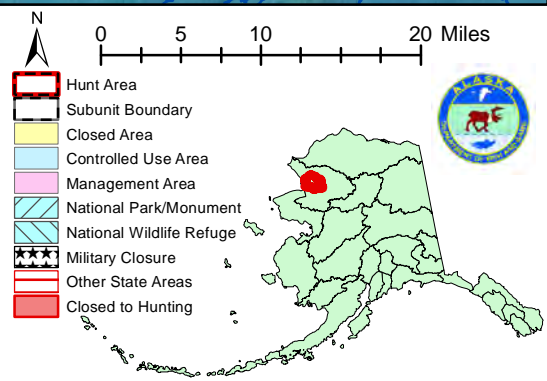 N
0 5 10 20 Miles
Hunt Area
Subunit Boundary
Closed Area
Controlled Use Area
Management Area
National Park/Monument
National Wildlife Refuge
Military Closure
Other State Areas
Closed to Hunting
ALASKA